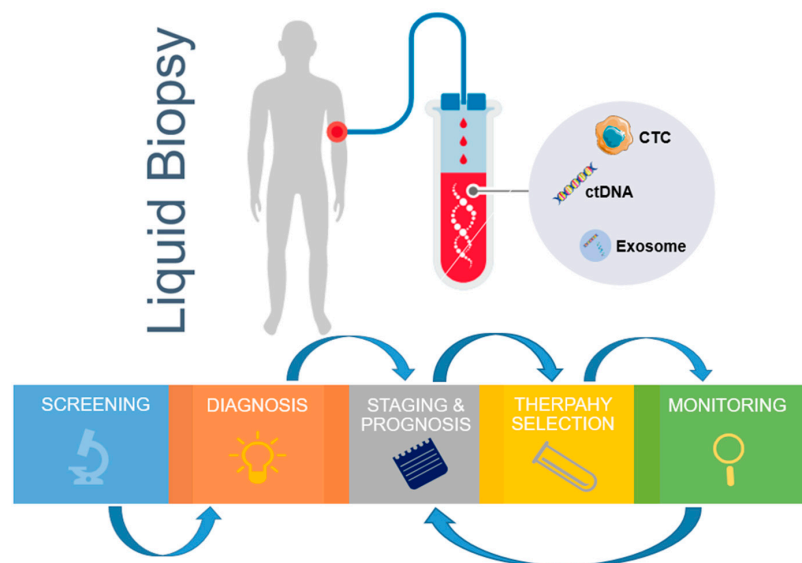 Liquid Biopsy
CTC
ctDNA
Exosome
SCREENING
DIAGNOSIS
STAGING &
PROGNOSIS
THERPAHY
SELECTION
MONITORING